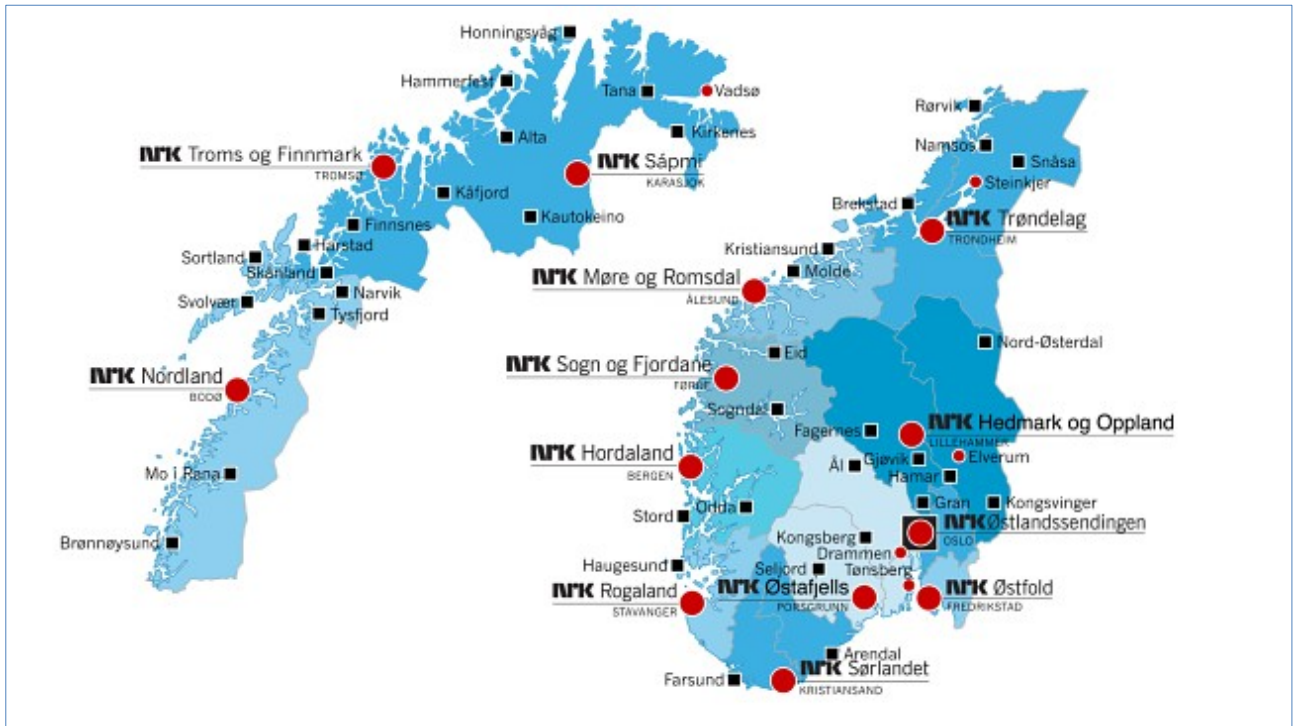 Honningsvåg
Hammerfest
Tana
Vadsø
Alta
Kirkenes
NRK Troms og Finnmark
TROMSØ
NRK Sápmi
KARASJOK
Kåfjord
Kautokeino
Finnsnes
Harstad
Sortland
Skånland
Narvik
Svolvær
Tysfjord
NRK Nordland
BODØ
Mo i Rana
Brønnøysund
Rørvik
Namsos
Snåsa
Steinkjer
Brekstad
NRK Trøndelag
TRONDHEIM
Kristiansund
Molde
NRK Møre og Romsdal
ÅLESUND
Nord-Østerdal
Eid
NRK Sogn og Fjordane
FØRDE
Sogndal
Fagernes
NRK Hedmark og Oppland
LILLEHAMMER
Elverum
Gjøvik
Ål
Hamar
NRK Hordaland
BERGEN
Gran
Kongsvinger
Odda
Stord
NRK Østlandssendingen
OSLO
Kongsberg
Drammen
Haugesund
Seljord
Tønsberg
NRK Rogaland
STAVANGER
NRK Østafjells
PORSGRUNN
NRK Østfold
FREDRIKSTAD
Arendal
NRK Sørlandet
KRISTIANSAND
Farsund